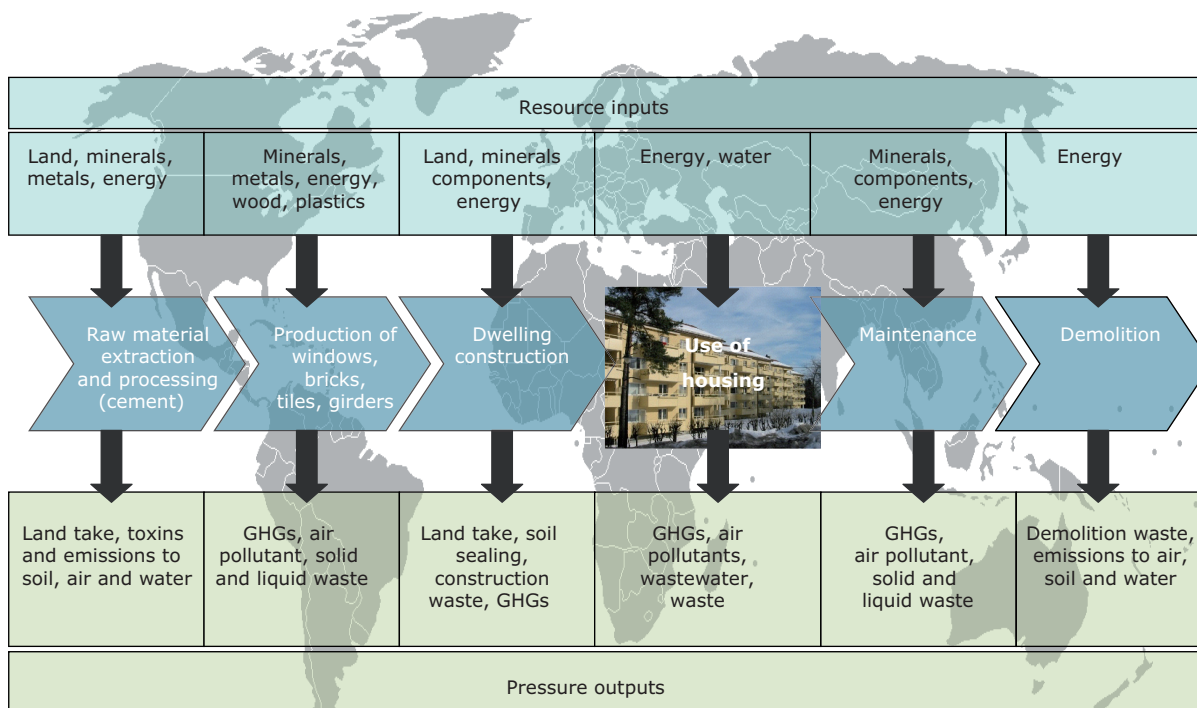 Resource inputs
Land, minerals,
metals, energy
Minerals,
metals, energy,
wood, plastics
Land, minerals
components,
energy
Energy, water
Minerals,
components,
energy
Energy
Raw material
extraction
and processing
(cement)
Production of
windows,
bricks,
tiles, girders
Dwelling
construction
Use of
housing
Maintenance
Demolition
Land take, toxins
and emissions to
soil, air and water
GHGs, air
pollutant, solid
and liquid waste
Land take, soil
sealing,
construction
waste, GHGs
GHGs, air
pollutants,
wastewater,
waste
GHGs,
air pollutant,
solid and
liquid waste
Demolition waste,
emissions to air,
soil and water
Pressure outputs